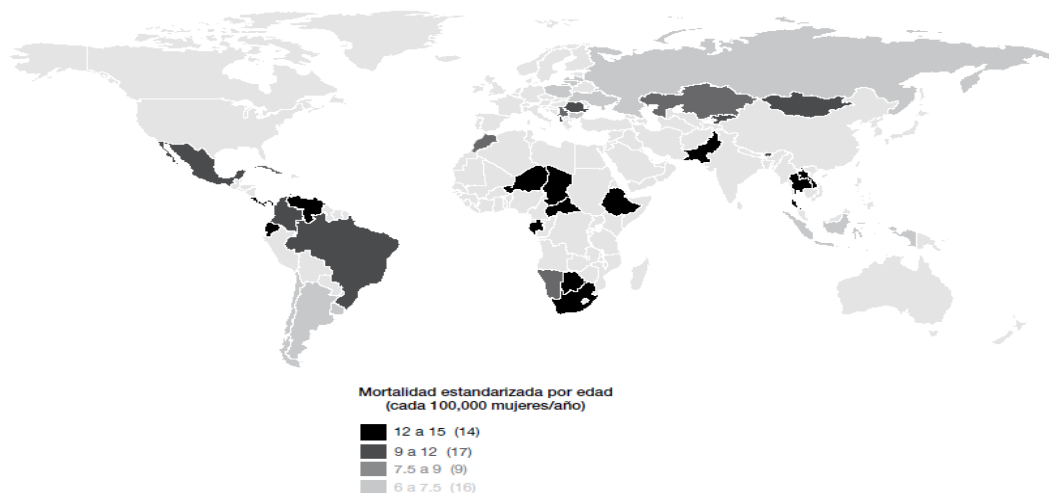 Mortalidad estandarizada por edad
(cada 100,000 mujeres/año)
12 a 15 (14)
9 a 12 (17)
7.5 a 9 (9)
6 a 7.5 (16)